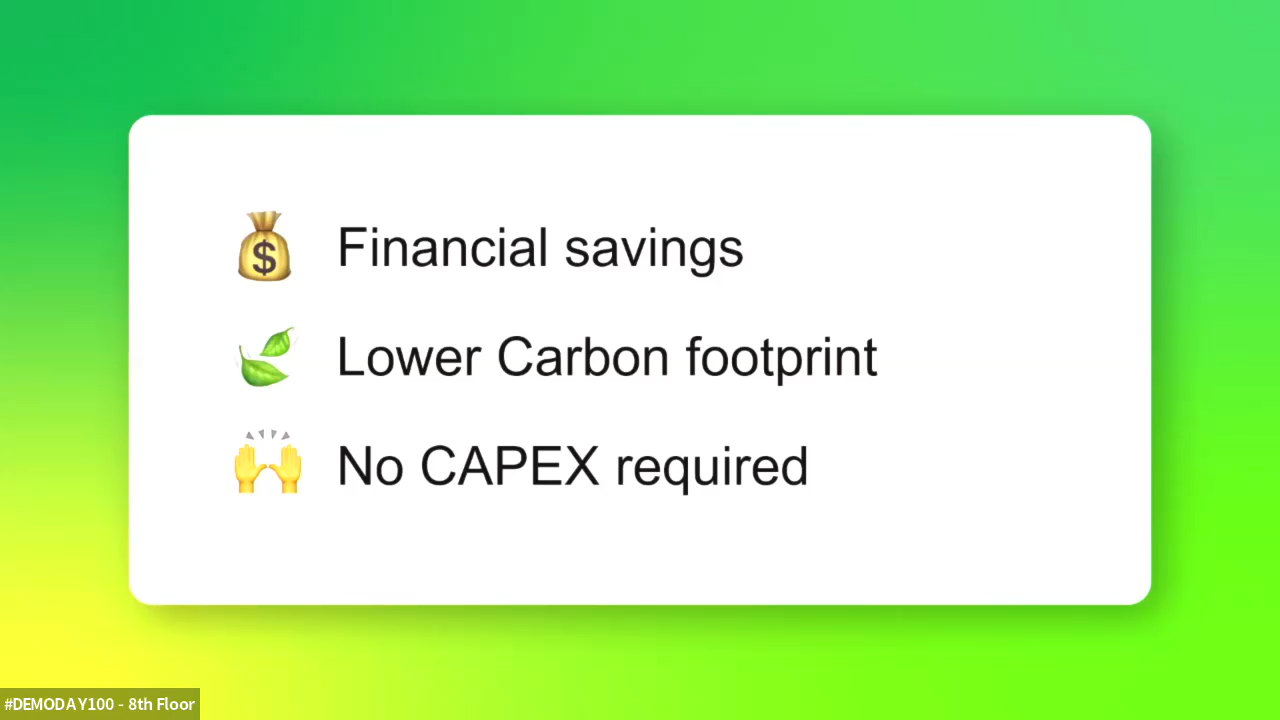 Financial savings
Lower Carbon footprint
No CAPEX required
#DEMODAY100 - 8th Floor